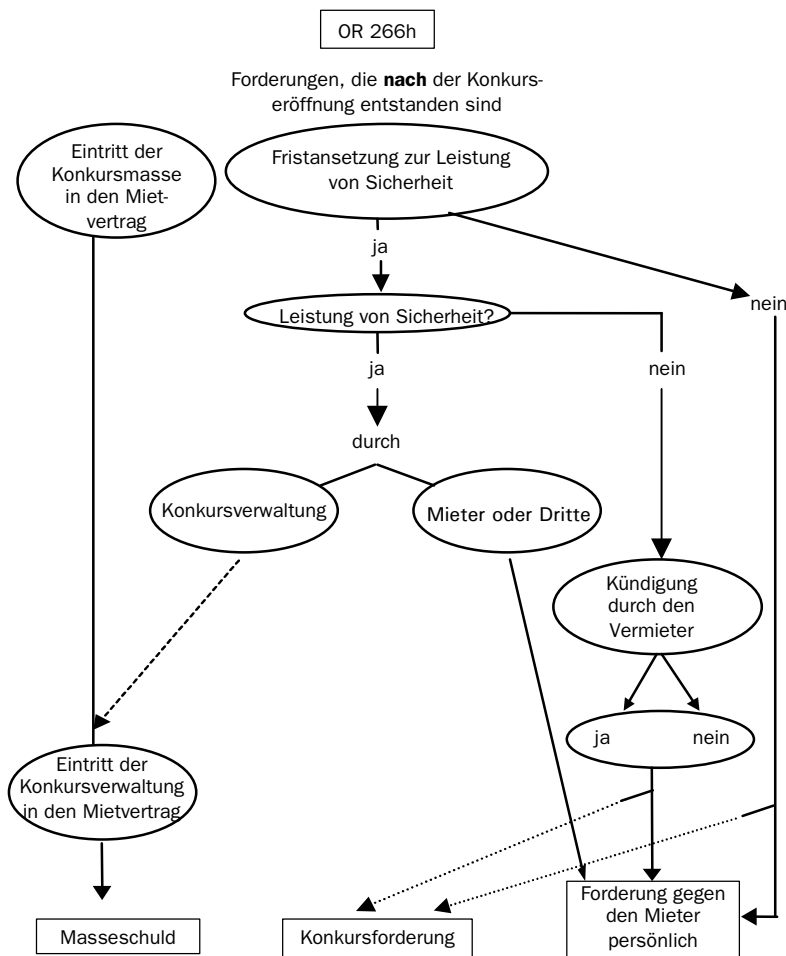 OR 266h
Forderungen, die nach der Konkurs-
eröffnung entstanden sind
Eintritt der
Konkursmasse
in den Miet-
vertrag
Fristansetzung zur Leistung
von Sicherheit
ja
nein
Leistung von Sicherheit?
ja
nein
durch
Konkursverwaltung
Mieter oder Dritte
Kündigung
durch den
Vermieter
ja nein
Eintritt der
Konkursverwaltung
in den Mietvertrag
Masseschuld
Konkursforderung
Forderung gegen
den Mieter
persönlich